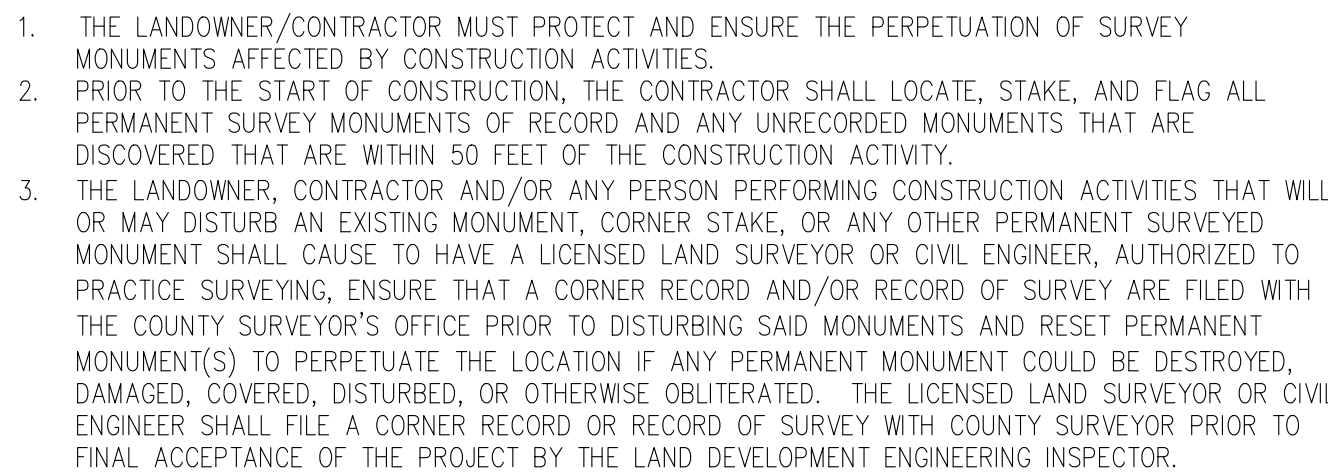 1. THE LANDOWNER/CONTRACTOR MUST PROTECT AND ENSURE THE PERPETUATION OF SURVEY
MONUMENTS AFFECTED BY CONSTRUCTION ACTIVITIES.
2. PRIOR TO THE START OF CONSTRUCTION, THE CONTRACTOR SHALL LOCATE, STAKE, AND FLAG ALL
PERMANENT SURVEY MONUMENTS OF RECORD AND ANY UNRECORDED MONUMENTS THAT ARE
DISCOVERED THAT ARE WITHIN 50 FEET OF THE CONSTRUCTION ACTIVITY.
3. THE LANDOWNER, CONTRACTOR AND/OR ANY PERSON PERFORMING CONSTRUCTION ACTIVITIES THAT WILL
OR MAY DISTURB AN EXISTING MONUMENT, CORNER STAKE, OR ANY OTHER PERMANENT SURVEYED
MONUMENT SHALL CAUSE TO HAVE A LICENSED LAND SURVEYOR OR CIVIL ENGINEER, AUTHORIZED TO
PRACTICE SURVEYING, ENSURE THAT A CORNER RECORD AND/OR RECORD OF SURVEY ARE FILED WITH
THE COUNTY SURVEYOR'S OFFICE PRIOR TO DISTURBING SAID MONUMENTS AND RESET PERMANENT
MONUMENT(S) TO PERPETUATE THE LOCATION IF ANY PERMANENT MONUMENT COULD BE DESTROYED,
DAMAGED, COVERED, DISTURBED, OR OTHERWISE OBLITERATED. THE LICENSED LAND SURVEYOR OR CIVIL
ENGINEER SHALL FILE A CORNER RECORD OR RECORD OF SURVEY WITH COUNTY SURVEYOR PRIOR TO
FINAL ACCEPTANCE OF THE PROJECT BY THE LAND DEVELOPMENT ENGINEERING INSPECTOR.